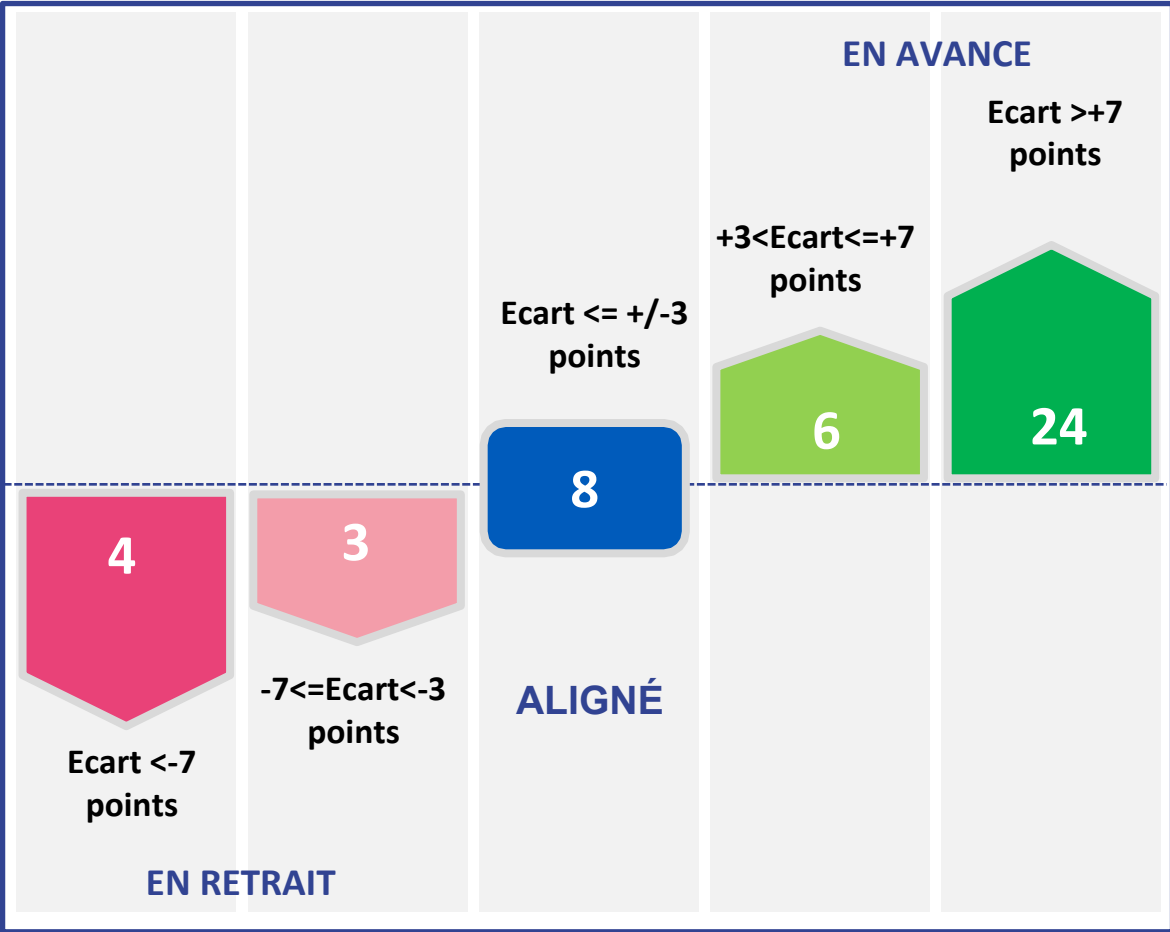 EN AVANCE
Ecart >+7
points
+3<Ecart<=+7
points
Ecart <= +/-3
points
24
6
8
4
3
-7<=Ecart<-3
points
ALIGNÉ
Ecart <-7
points
EN RETRAIT